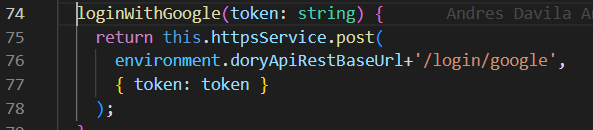 74 loginWithGoogle(token: string) { Andres Davila
75 return this.httpsService.post(
76 environment.doryApiRestBaseUrl+'/login/google',
77 { token: token }
78 );
}